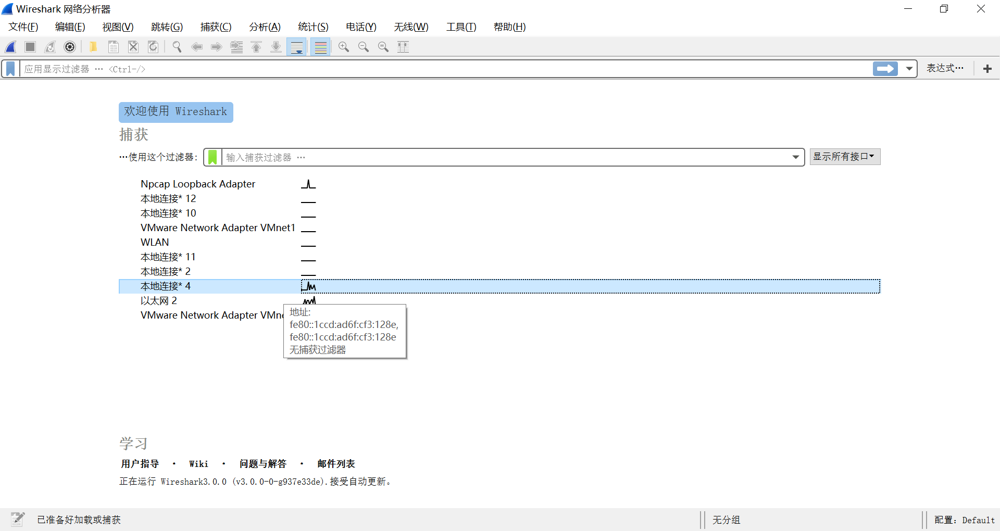 Wireshark 网络分析器
文件(F) 编辑(E) 视图(V) 跳转(G) 捕获(C) 分析(A) 统计(S) 电话(Y) 无线(W) 工具(T) 帮助(H)
应用显示过滤器 … <Ctrl-/> 表达式… +
欢迎使用 Wireshark
捕获
…使用这个过滤器: 输入捕获过滤器 … 显示所有接口
Npcap Loopback Adapter
本地连接* 12
本地连接* 10
VMware Network Adapter VMnet1
WLAN
本地连接* 11
本地连接* 2
本地连接* 4
以太网 2
VMware Network Adapter
地址:
fe80::1ccd:ad6f:cf3:128e,
fe80::1ccd:ad6f:cf3:128e
无捕获过滤器
学习
用户指导 · Wiki · 问题与解答 · 邮件列表
正在运行 Wireshark3.0.0 (v3.0.0-0-g937e33de).接受自动更新。
已准备好加载或捕获 无分组 配置: Default